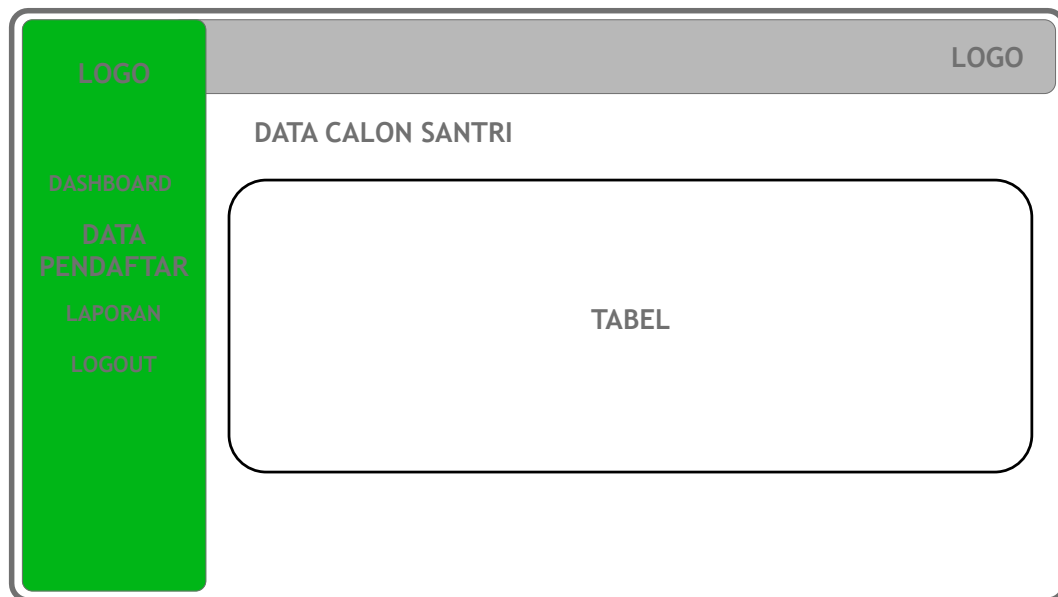 LOGO
LOGO
DATA CALON SANTRI
DASHBOARD
DATA
PENDAFTAR
LAPORAN
LOGOUT
TABEL